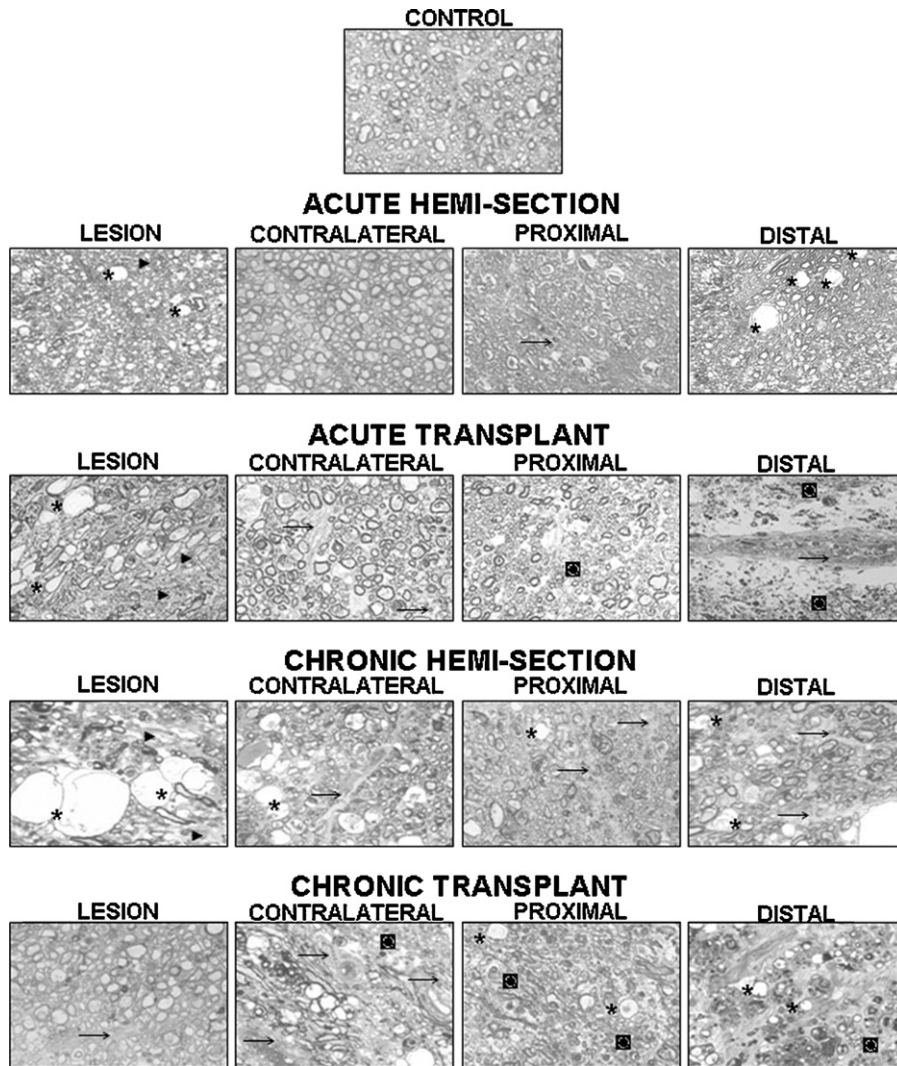 CONTROL
ACUTE HEMI-SECTION
LESION CONTRALATERAL PROXIMAL DISTAL
ACUTE TRANSPLANT
LESION CONTRALATERAL PROXIMAL DISTAL
CHRONIC HEMI-SECTION
LESION CONTRALATERAL PROXIMAL DISTAL
CHRONIC TRANSPLANT
LESION CONTRALATERAL PROXIMAL DISTAL